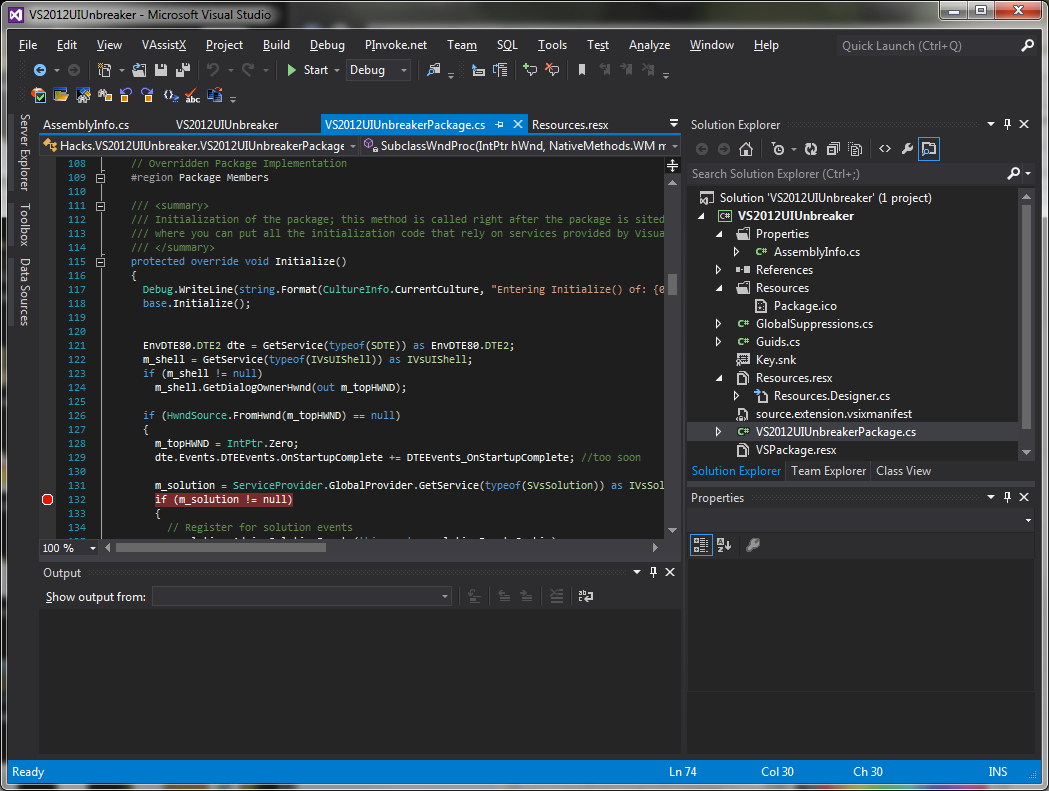 VS2012UIUnbreaker - Microsoft Visual Studio
File Edit View VAssistX Project Build Debug PInvoke.net Team SQL Tools Test Analyze Window Help
Quick Launch (Ctrl+Q)
Start Debug
abc
Server Explorer
Toolbox
Data Sources
AssemblyInfo.cs VS2012UIUnbreaker VS2012UIUnbreakerPackage.cs Resources.resx
Hacks.VS2012UIUnbreaker.VS2012UIUnbreakerPackage SubclassWndProc(IntPtr hWnd, NativeMethods.WM m
108 // Overridden Package Implementation
109 #region Package Members
110
111 /// <summary>
112 /// Initialization of the package; this method is called right after the package is sited
113 /// where you can put all the initialization code that rely on services provided by Visua
114 /// </summary>
115 protected override void Initialize()
116 {
117 Debug.WriteLine(string.Format(CultureInfo.CurrentCulture, "Entering Initialize() of: {0
118 base.Initialize();
119
120
121 EnvDTE80.DTE2 dte = GetService(typeof(SDTE)) as EnvDTE80.DTE2;
122 m_shell = GetService(typeof(IVsUIShell)) as IVsUIShell;
123 if (m_shell != null)
124 m_shell.GetDialogOwnerHwnd(out m_topHWND);
125
126 if (HwndSource.FromHwnd(m_topHWND) == null)
127 {
128 m_topHWND = IntPtr.Zero;
129 dte.Events.DTEEvents.OnStartupComplete += DTEEvents_OnStartupComplete; //too soon
130
131 m_solution = ServiceProvider.GlobalProvider.GetService(typeof(SVsSolution)) as IVsSol
132 if (m_solution != null)
133 {
134 // Register for solution events
100 %
Output
Show output from:
Solution Explorer
Search Solution Explorer (Ctrl+;)
Solution 'VS2012UIUnbreaker' (1 project)
C# VS2012UIUnbreaker
Properties
C# AssemblyInfo.cs
References
Resources
Package.ico
C# GlobalSuppressions.cs
C# Guids.cs
Key.snk
Resources.resx
Resources.Designer.cs
source.extension.vsixmanifest
C# VS2012UIUnbreakerPackage.cs
VSPackage.resx
Solution Explorer Team Explorer Class View
Properties
Ready Ln 74 Col 30 Ch 30 INS